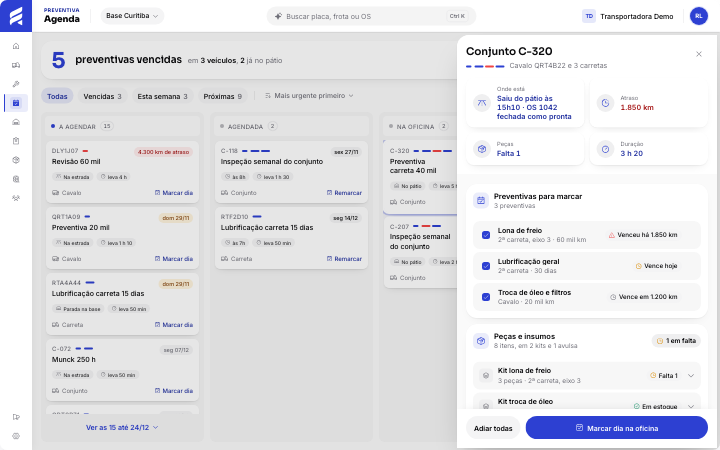 PREVENTIVA
Agenda
Base Curitiba
Buscar placa, frota ou OS
Ctrl K
TD
Transportadora Demo
RL
5 preventivas vencidas em 3 veículos, 2 já no pátio
Todas
Vencidas 3
Esta semana 3
Próximas 9
Mais urgente primeiro
A AGENDAR 15
DLY1J07
4.300 km de atraso
Revisão 60 mil
Na estrada
leva 4 h
Cavalo
Marcar dia
QRT1A09
dom 29/11
Preventiva 20 mil
Na estrada
leva 1 h 10
Cavalo
Marcar dia
RTA4A44
dom 29/11
Lubrificação carreta 15 dias
Parada na base
leva 50 min
Carreta
Marcar dia
C-072
seg 07/12
Munck 250 h
Na estrada
leva 50 min
Conjunto
Marcar dia
Ver as 15 até 24/12
AGENDADA 2
C-118
sex 27/11
Inspeção semanal do conjunto
às 8h
leva 1 h 30
Conjunto
Remarcar
RTF2D10
seg 14/12
Lubrificação carreta 15 dias
às 7h
leva 50 min
Carreta
Remarcar
NA OFICINA 2
C-320
Preventiva
carreta 40 mil
No pátio
leva 5
Conjunto
C-207
Inspeção semanal
do conjunto
No pátio
leva 2
Conjunto
Conjunto C-320
Cavalo QRT4B22 e 3 carretas
Onde está
Saiu do pátio às
15h10 · OS 1042
fechada como pronta
Atraso
1.850 km
Peças
Falta 1
Duração
3 h 20
Preventivas para marcar
3 preventivas
Lona de freio
2ª carreta, eixo 3 · 60 mil km
Venceu há 1.850 km
Lubrificação geral
2ª carreta · 30 dias
Vence hoje
Troca de óleo e filtros
Cavalo · 20 mil km
Vence em 1.200 km
Peças e insumos
8 itens, em 2 kits e 1 avulsa
1 em falta
Kit lona de freio
3 peças · 2ª carreta, eixo 3
Falta 1
Kit troca de óleo
Em estoque
Adiar todas
Marcar dia na oficina